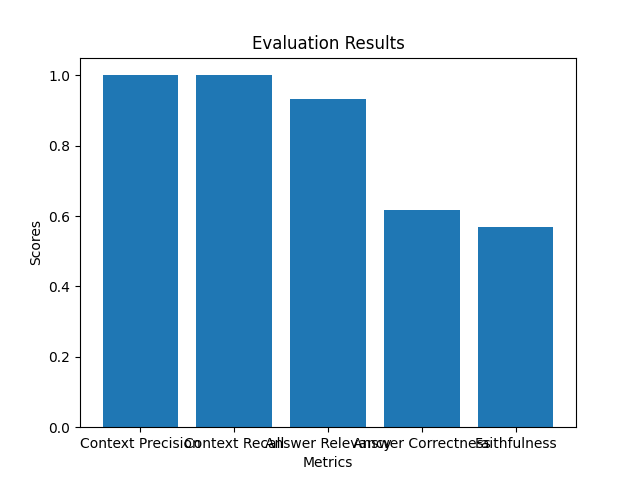 Evaluation Results
1.0
0.8
0.6
0.4
0.2
0.0
Scores
Context Precision Context Recall Answer Relevancy Answer Correctness Faithfulness
Metrics